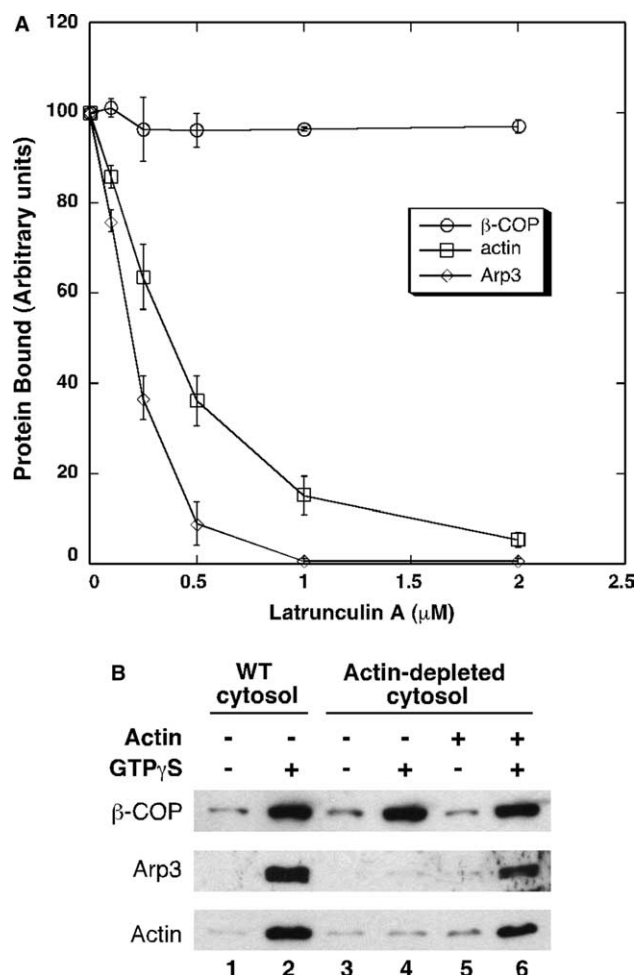 A
120
100
80
60
40
20
0
Protein Bound (Arbitrary units)
β-COP
actin
Arp3
0 0.5 1 1.5 2 2.5
Latrunculin A (μM)
B
WT cytosol
Actin-depleted cytosol
Actin - - - - + +
GTPγS - + - + - +
β-COP
Arp3
Actin
1 2 3 4 5 6